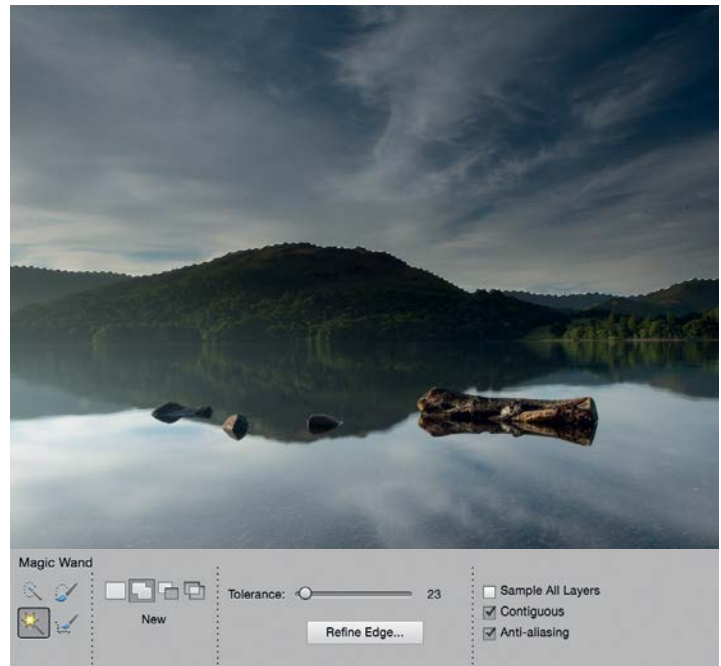 Magic Wand
New
Tolerance: 23
Refine Edge...
Sample All Layers
Contiguous
Anti-aliasing